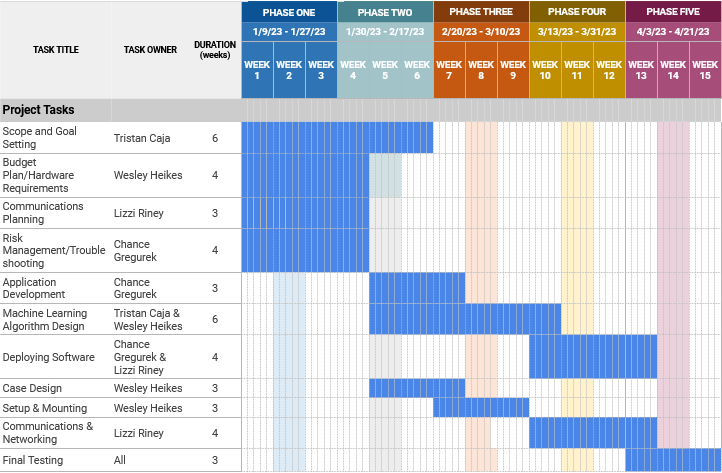 TASK TITLE
TASK OWNER
DURATION
(weeks)
PHASE ONE
PHASE TWO
PHASE THREE
PHASE FOUR
PHASE FIVE
1/9/23 - 1/27/23
1/30/23 - 2/17/23
2/20/23 - 3/10/23
3/13/23 - 3/31/23
4/3/23 - 4/21/23
WEEK 1
WEEK 2
WEEK 3
WEEK 4
WEEK 5
WEEK 6
WEEK 7
WEEK 8
WEEK 9
WEEK 10
WEEK 11
WEEK 12
WEEK 13
WEEK 14
WEEK 15
Project Tasks
Scope and Goal
Setting
Tristan Caja
6
Budget
Plan/Hardware
Requirements
Wesley Heikes
4
Communications
Planning
Lizzi Riney
3
Risk
Management/Trouble
shooting
Chance
Gregurek
4
Application
Development
Chance
Gregurek
3
Machine Learning
Algorithm Design
Tristan Caja &
Wesley Heikes
6
Deploying Software
Chance
Gregurek &
Lizzi Riney
4
Case Design
Wesley Heikes
3
Setup & Mounting
Wesley Heikes
3
Communications &
Networking
Lizzi Riney
4
Final Testing
All
3